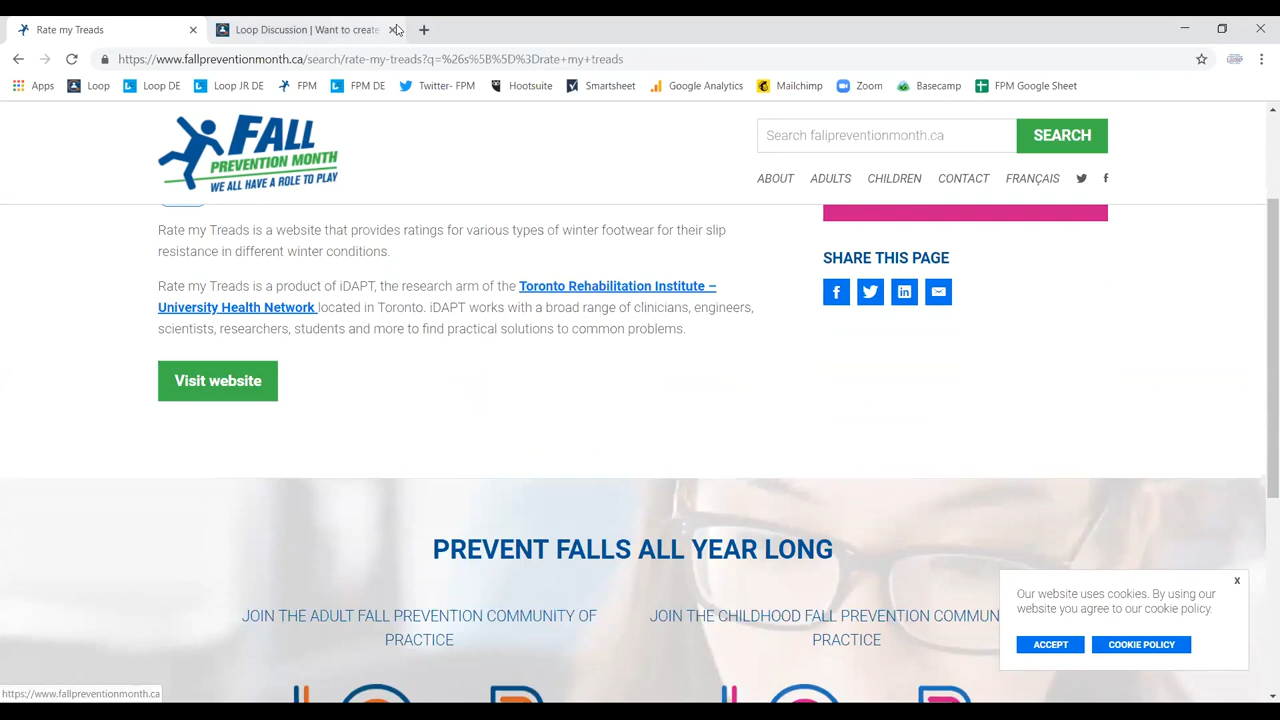 Rate my Treads
Loop Discussion | Want to create
https://www.fallpreventionmonth.ca/search/rate-my-treads?q=%26s%5B%5D%3Drate+my+treads
Apps Loop Loop DE Loop JR DE FPM FPM DE Twitter- FPM Hootsuite Smartsheet Google Analytics Mailchimp Zoom Basecamp FPM Google Sheet
FALL
PREVENTION MONTH
WE ALL HAVE A ROLE TO PLAY
Search fallpreventionmonth.ca
SEARCH
ABOUT ADULTS CHILDREN CONTACT FRANÇAIS
Rate my Treads is a website that provides ratings for various types of winter footwear for their slip
resistance in different winter conditions.
Rate my Treads is a product of iDAPT, the research arm of the Toronto Rehabilitation Institute –
University Health Network located in Toronto. iDAPT works with a broad range of clinicians, engineers,
scientists, researchers, students and more to find practical solutions to common problems.
Visit website
SHARE THIS PAGE
PREVENT FALLS ALL YEAR LONG
JOIN THE ADULT FALL PREVENTION COMMUNITY OF
PRACTICE
JOIN THE CHILDHOOD FALL PREVENTION COMMUN
PRACTICE
Our website uses cookies. By using our
website you agree to our cookie policy.
ACCEPT
COOKIE POLICY
https://www.fallpreventionmonth.ca